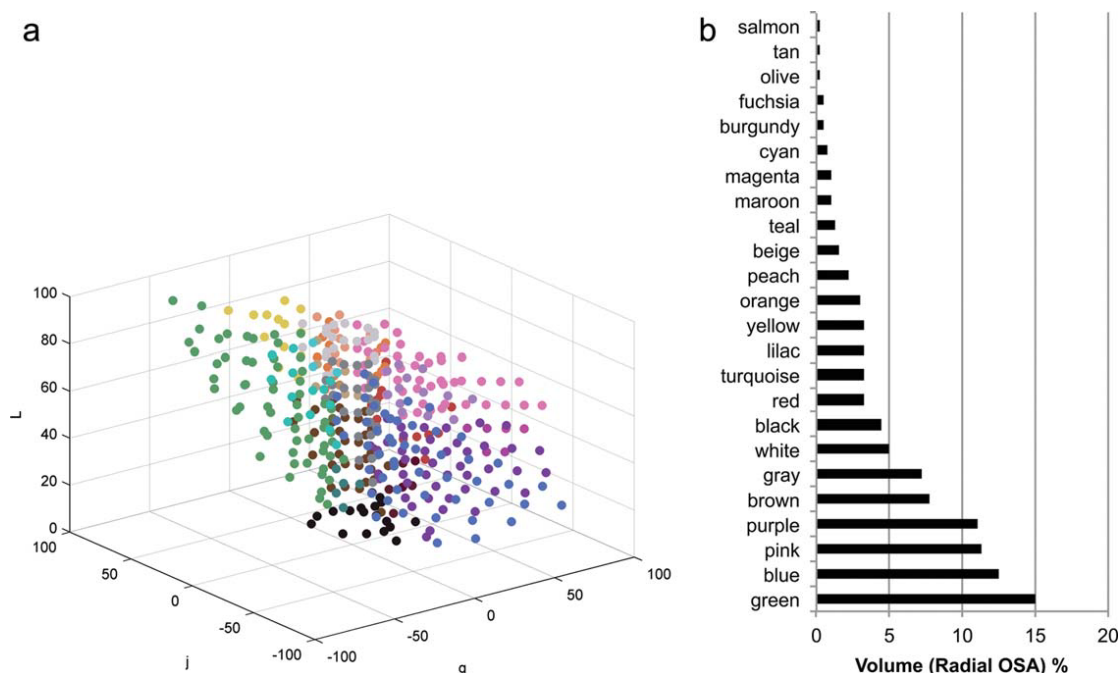 a
100
80
60
40
20
0
L
100
50
0
-50
-100
j
-100
-50
0
50
100
g
b
salmon
tan
olive
fuchsia
burgundy
cyan
magenta
maroon
teal
beige
peach
orange
yellow
lilac
turquoise
red
black
white
gray
brown
purple
pink
blue
green
0 5 10 15 20
Volume (Radial OSA) %